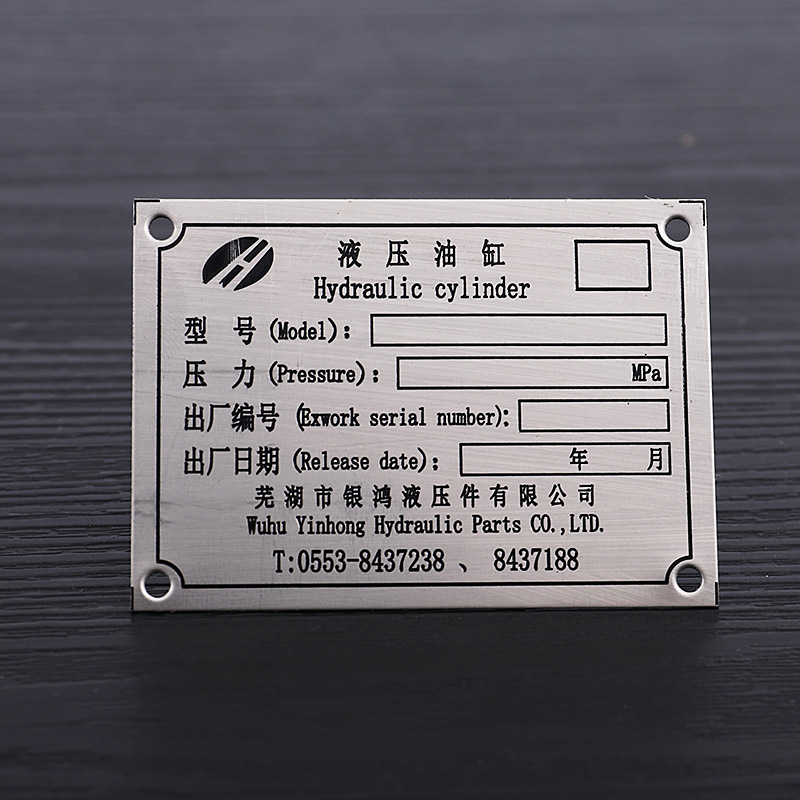 液压油缸
Hydraulic cylinder
型 号 (Model):
压 力 (Pressure): MPa
出厂编号 (Exwork serial number):
出厂日期 (Release date): 年 月
芜湖市银鸿液压件有限公司
Wuhu Yinhong Hydraulic Parts CO.,LTD.
T:0553-8437238 、 8437188